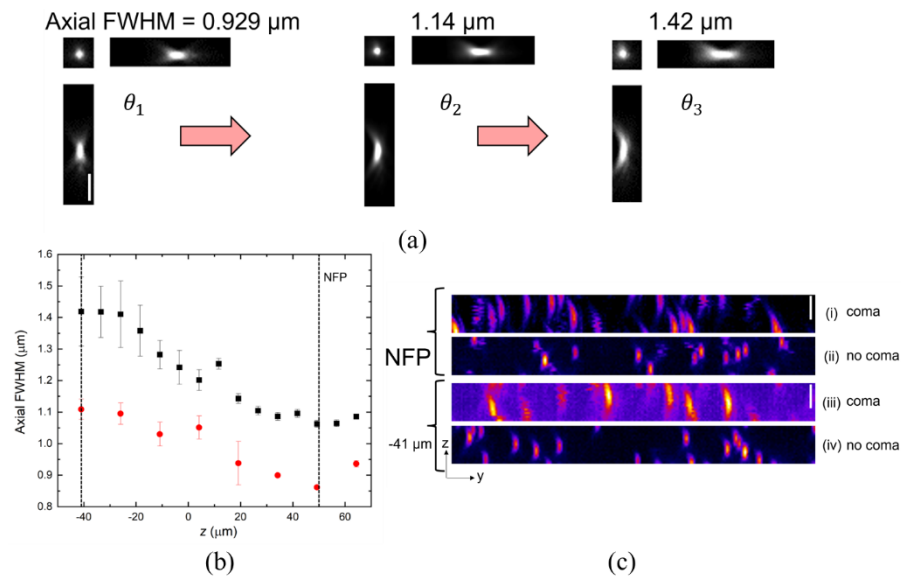 Axial FWHM = 0.929 µm
1.14 µm
1.42 µm
θ₁
θ₂
θ₃
(a)
1.6
1.5
1.4
1.3
1.2
1.1
1.0
0.9
0.8
Axial FWHM (µm)
NFP
-40
-20
0
20
40
60
z (µm)
(b)
NFP
-41 µm
(i) coma
(ii) no coma
(iii) coma
(iv) no coma
z
y
(c)